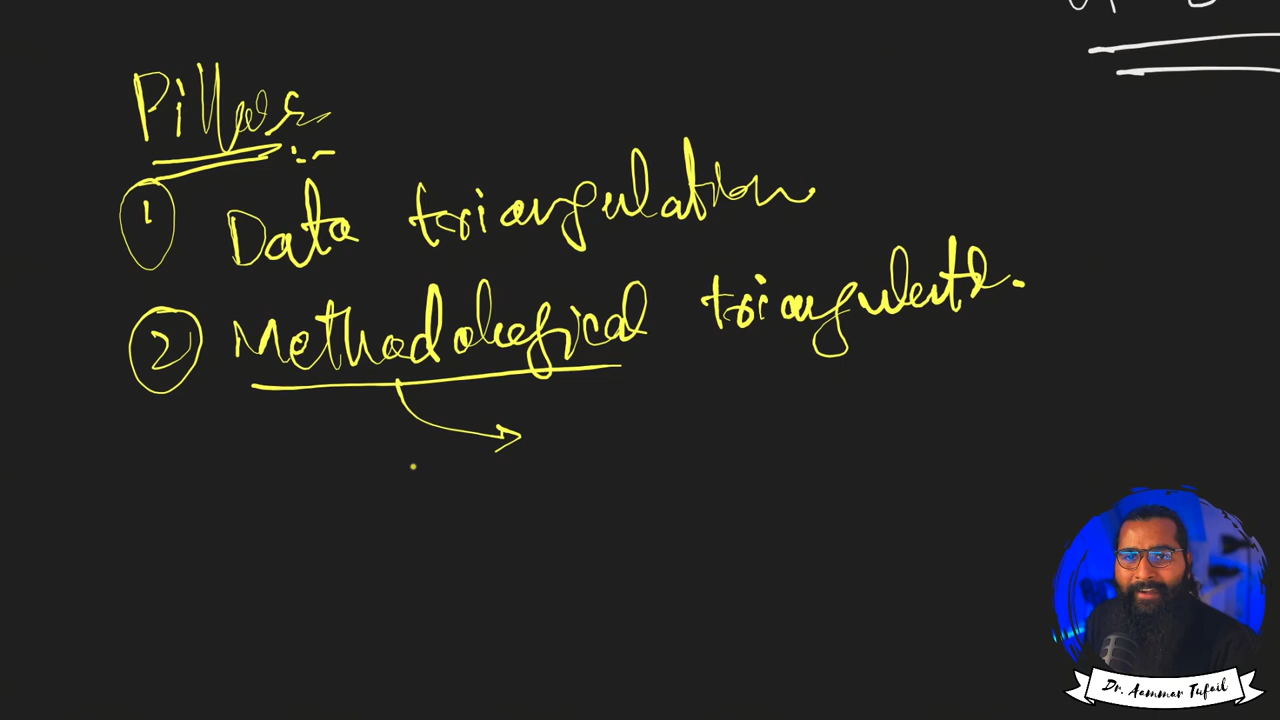 Pillars :-
1 Data triangulation
2 Methodological triangulat.
Dr. Aammar Tufail